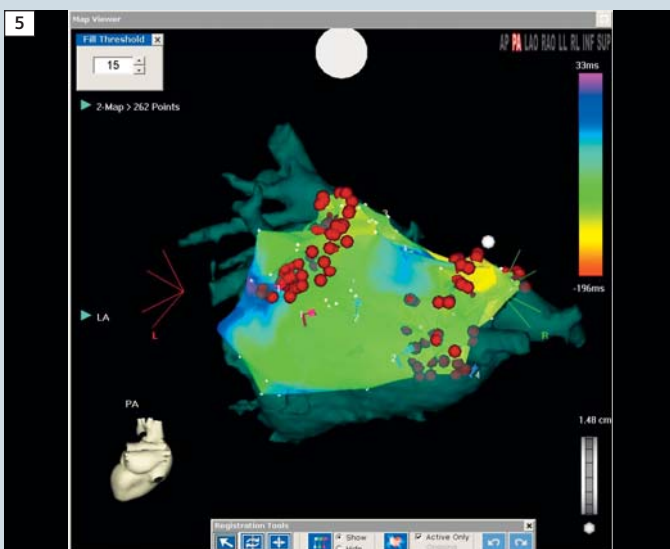 5
Map Viewer
Fill Threshold
15
AP PA LAO RAO LL RL INF SUP
33ms
2-Map > 262 Points
-196ms
LA
L
R
PA
1.48 cm
Registration Tools
Show
Hide
Active Only